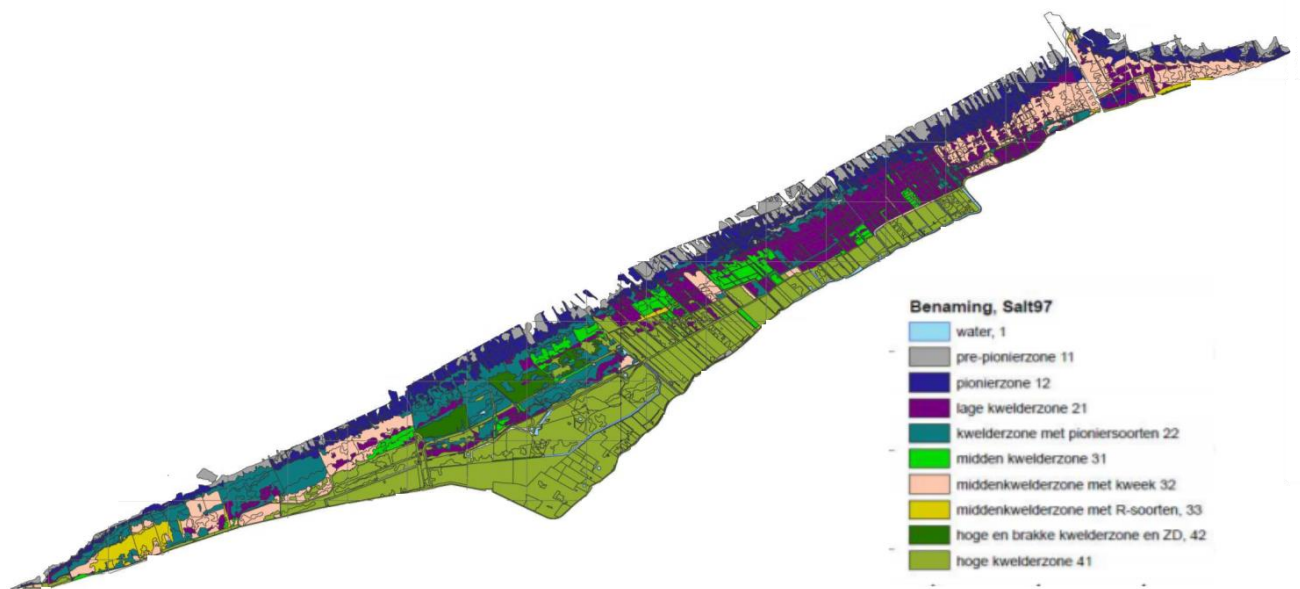 Benaming, Salt97
water, 1
pre-pionierzone 11
pionierzone 12
lage kwelderzone 21
kwelderzone met pioniersoorten 22
midden kwelderzone 31
middenkwelderzone met kweek 32
middenkwelderzone met R-soorten, 33
hoge en brakke kwelderzone en ZD, 42
hoge kwelderzone 41